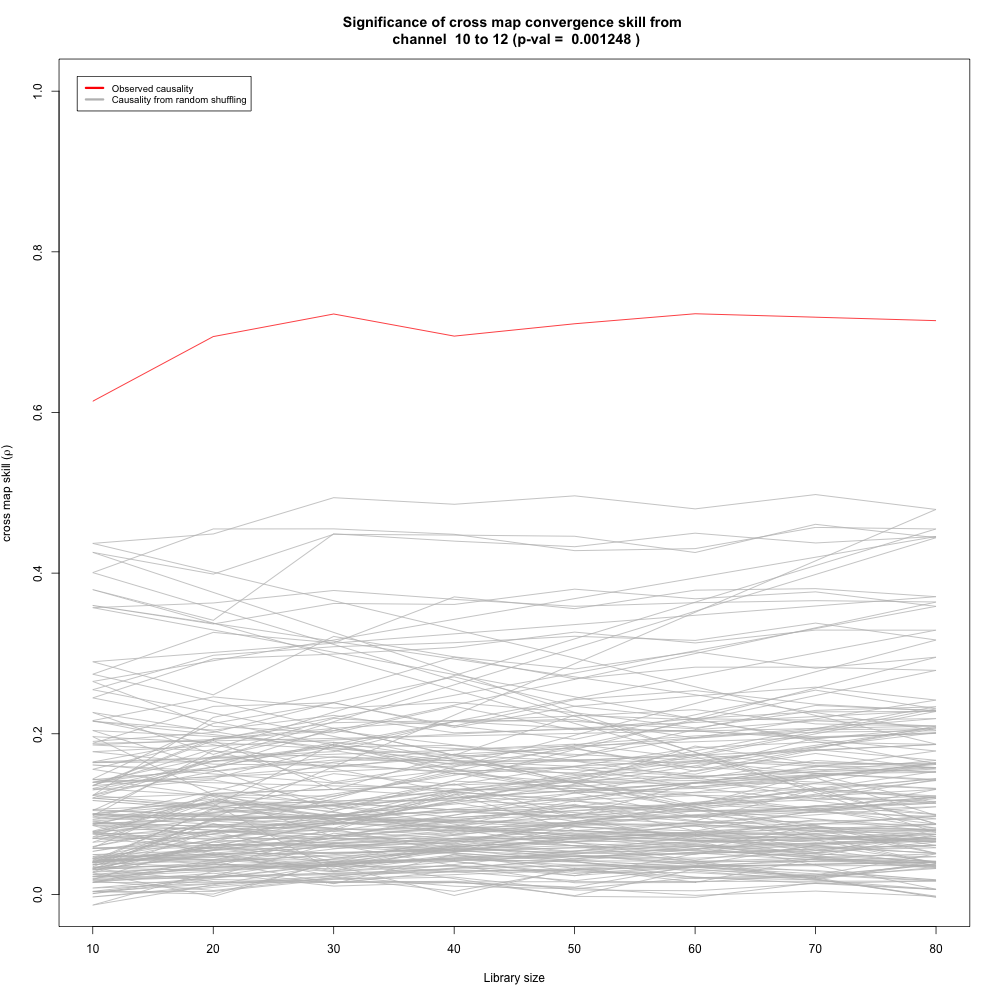 Significance of cross map convergence skill from
channel  10 to 12 (p-val =  0.001248 )
Observed causality
Causality from random shuffling
1.0
0.8
0.6
0.4
0.2
0.0
cross map skill (ρ)
10 20 30 40 50 60 70 80
Library size